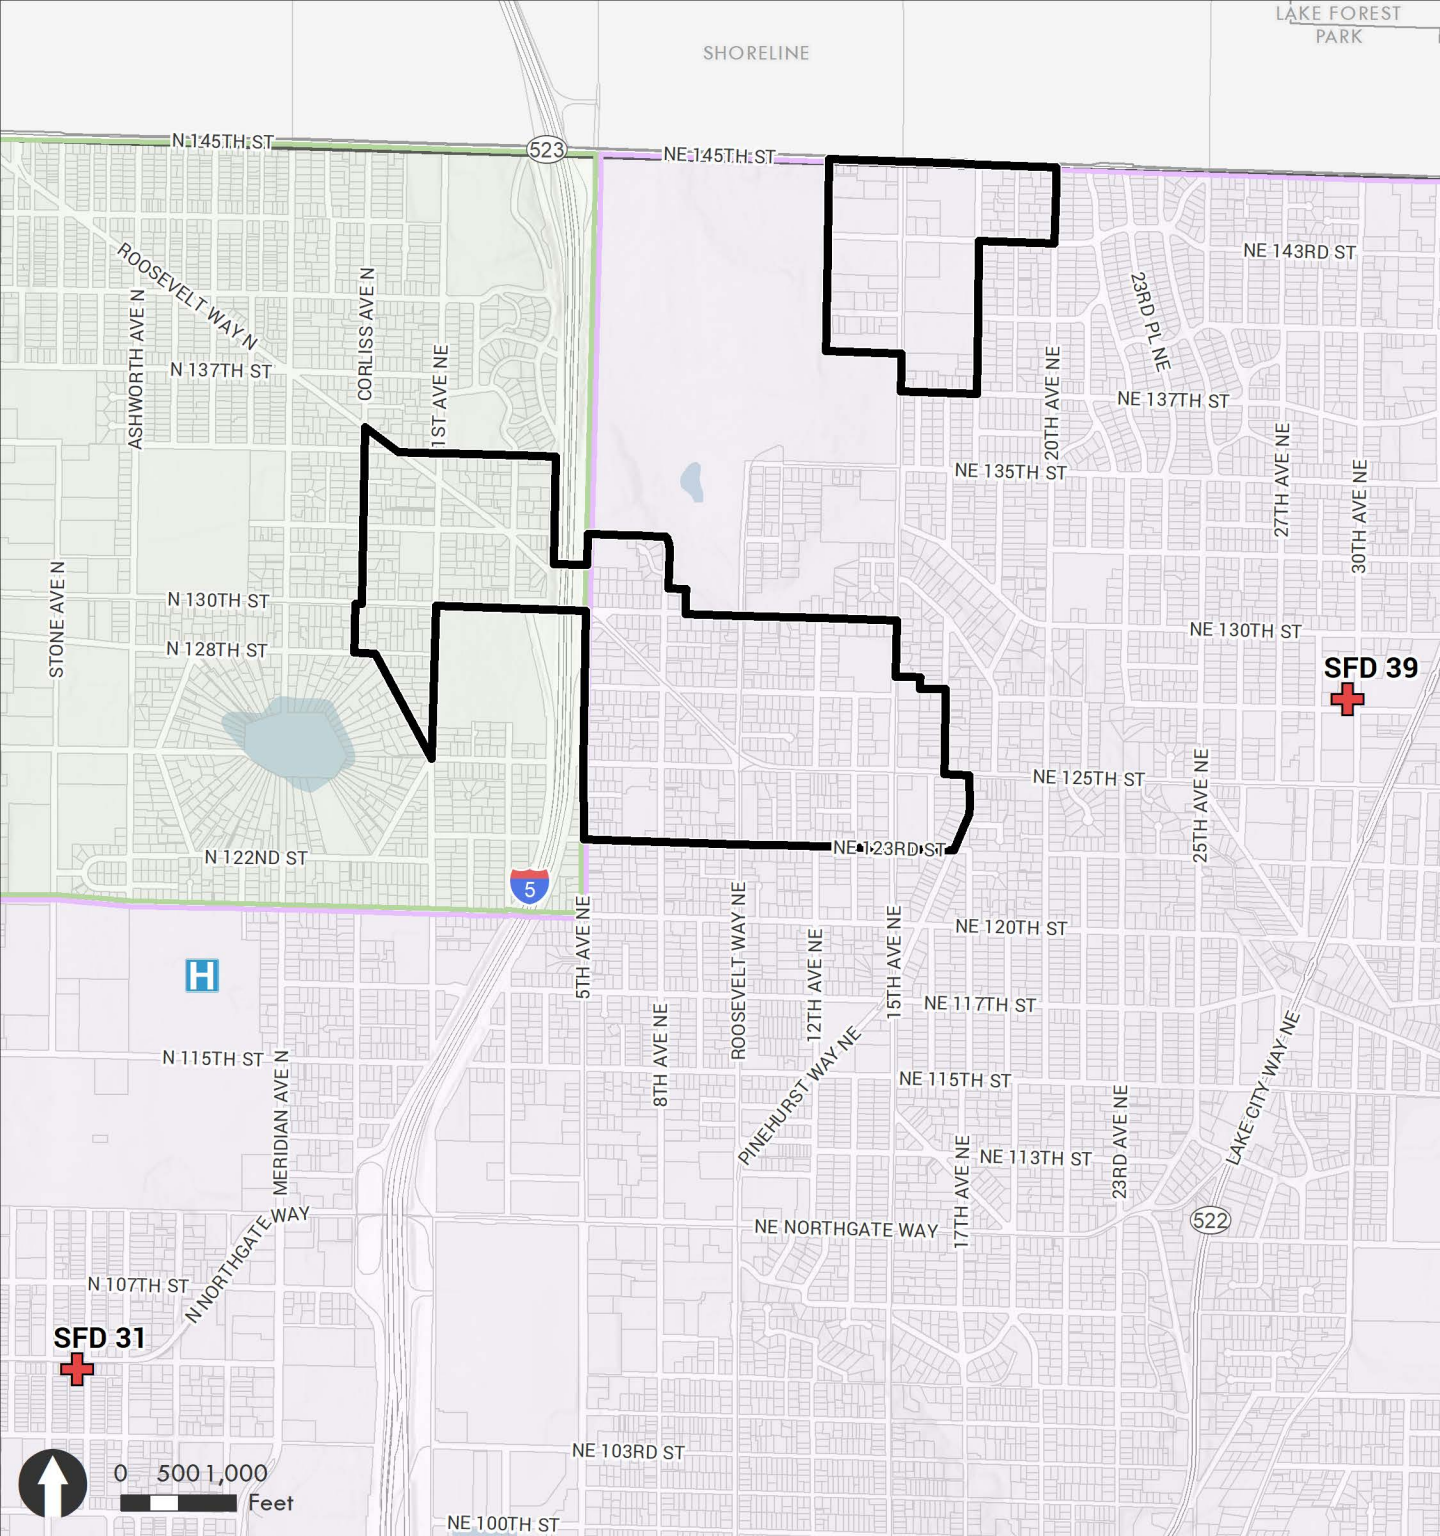 LAKE FOREST
PARK
SHORELINE
N 145TH ST
523
NE 145TH ST
ROOSEVELT WAY N
NE 143RD ST
23RD PL NE
ASHWORTH AVE N
CORLISS AVE N
1ST AVE NE
N 137TH ST
20TH AVE NE
NE 137TH ST
NE 135TH ST
27TH AVE NE
30TH AVE NE
STONE AVE N
N 130TH ST
NE 130TH ST
N 128TH ST
SFD 39
NE 125TH ST
25TH AVE NE
NE 123RD ST
N 122ND ST
5
5TH AVE NE
ROOSEVELT WAY NE
12TH AVE NE
15TH AVE NE
NE 120TH ST
H
NE 117TH ST
8TH AVE NE
N 115TH ST
MERIDIAN AVE N
PINEHURST WAY NE
NE 115TH ST
LAKE CITY WAY NE
23RD AVE NE
17TH AVE NE
NE 113TH ST
N NORTHGATE WAY
NE NORTHGATE WAY
522
N 107TH ST
SFD 31
NE 103RD ST
0 500 1,000
Feet
NE 100TH ST